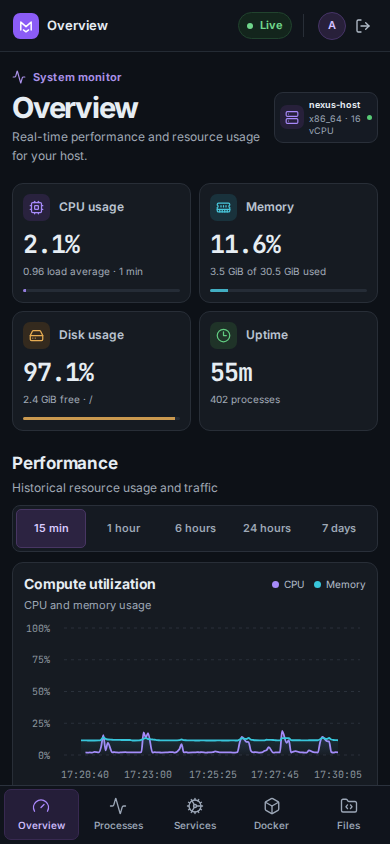 Overview
Live
A
System monitor
Overview
Real-time performance and resource usage
for your host.
nexus-host
x86_64 · 16
vCPU
CPU usage
2.1%
0.96 load average · 1 min
Memory
11.6%
3.5 GiB of 30.5 GiB used
Disk usage
97.1%
2.4 GiB free · /
Uptime
55m
402 processes
Performance
Historical resource usage and traffic
15 min
1 hour
6 hours
24 hours
7 days
Compute utilization
CPU
Memory
CPU and memory usage
100%
75%
50%
25%
0%
17:20:40
17:23:00
17:25:25
17:27:45
17:30:05
Overview
Processes
Services
Docker
Files